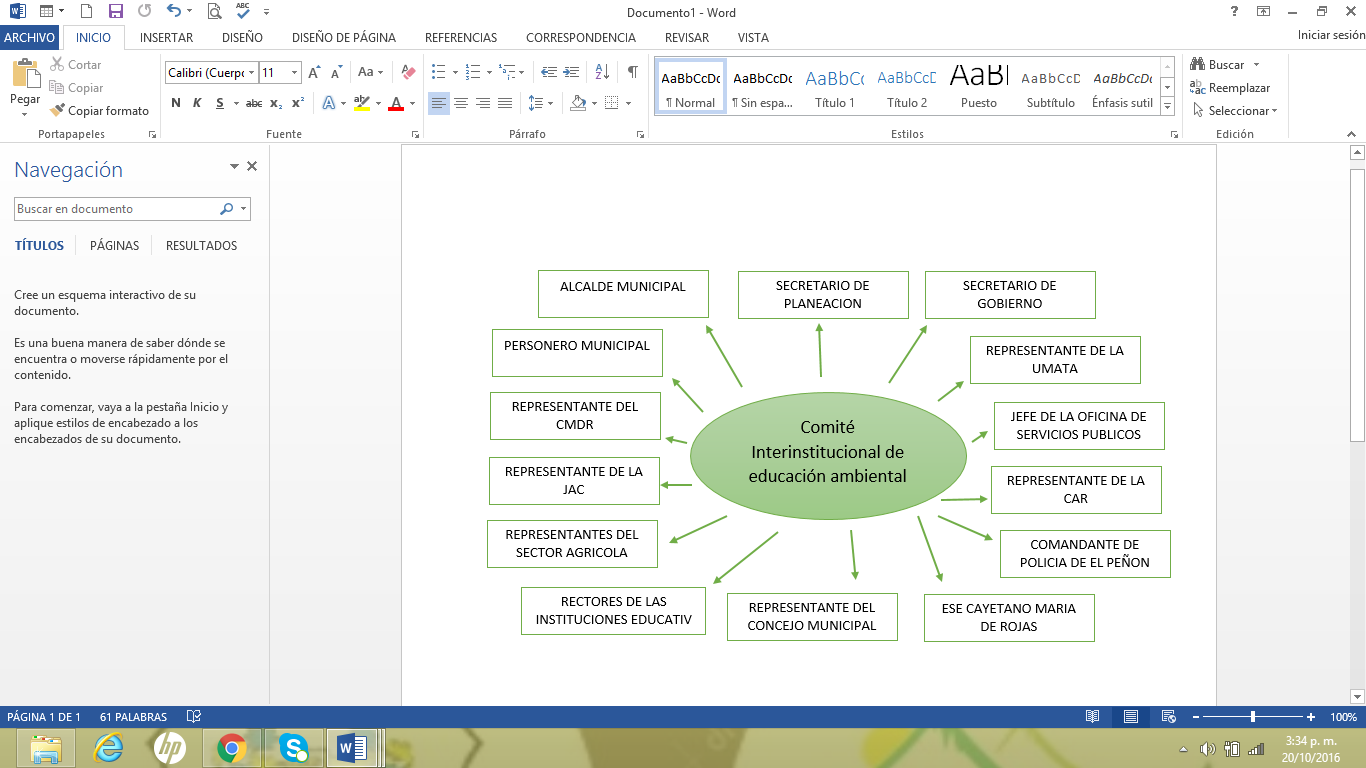 Documento1 - Word
ARCHIVO INICIO INSERTAR DISEÑO DISEÑO DE PÁGINA REFERENCIAS CORRESPONDENCIA REVISAR VISTA Iniciar sesión
Pegar
Cortar
Copiar
Copiar formato
Portapapeles
Calibri (Cuerpo 11
N K S abc x₂ x²
Fuente
Párrafo
AaBbCcDc AaBbCcDc AaBbCc AaBbCcD AaBl AaBbCcD AaBbCcDc
¶ Normal ¶ Sin espa... Título 1 Título 2 Puesto Subtítulo Énfasis sutil
Estilos
Buscar
Reemplazar
Seleccionar
Edición
Navegación
Buscar en documento
TÍTULOS PÁGINAS RESULTADOS
Cree un esquema interactivo de su
documento.
Es una buena manera de saber dónde se
encuentra o moverse rápidamente por el
contenido.
Para comenzar, vaya a la pestaña Inicio y
aplique estilos de encabezado a los
encabezados de su documento.
ALCALDE MUNICIPAL
SECRETARIO DE
PLANEACION
SECRETARIO DE
GOBIERNO
PERSONERO MUNICIPAL
REPRESENTANTE DE LA
UMATA
REPRESENTANTE DEL
CMDR
JEFE DE LA OFICINA DE
SERVICIOS PUBLICOS
Comité
Interinstitucional de
educación ambiental
REPRESENTANTE DE LA
JAC
REPRESENTANTE DE LA
CAR
REPRESENTANTES DEL
SECTOR AGRICOLA
COMANDANTE DE
POLICIA DE EL PEÑON
RECTORES DE LAS
INSTITUCIONES EDUCATIV
REPRESENTANTE DEL
CONCEJO MUNICIPAL
ESE CAYETANO MARIA
DE ROJAS
PÁGINA 1 DE 1 61 PALABRAS 100%
3:34 p. m.
20/10/2016